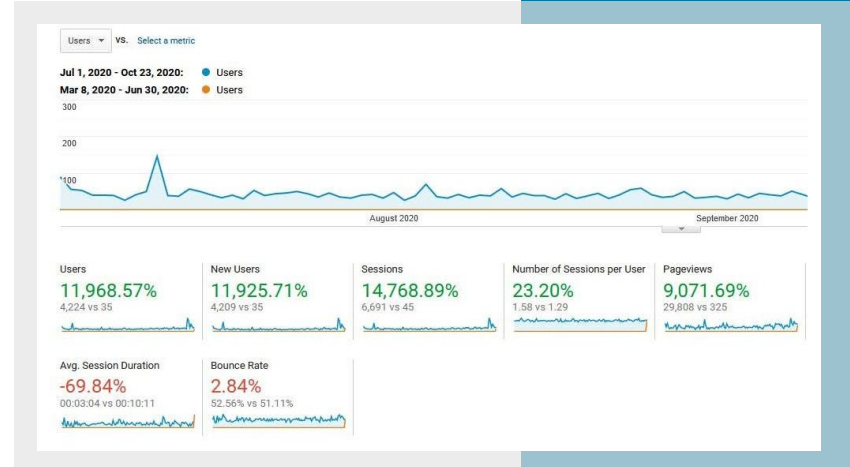 Users vs. Select a metric
Jul 1, 2020 - Oct 23, 2020: Users
Mar 8, 2020 - Jun 30, 2020: Users
300
200
100
August 2020 September 2020
Users New Users Sessions Number of Sessions per User Pageviews
11,968.57% 11,925.71% 14,768.89% 23.20% 9,071.69%
4,224 vs 35 4,209 vs 35 6,691 vs 45 1.58 vs 1.29 29,808 vs 325
Avg. Session Duration Bounce Rate
-69.84% 2.84%
00:03:04 vs 00:10:11 52.56% vs 51.11%